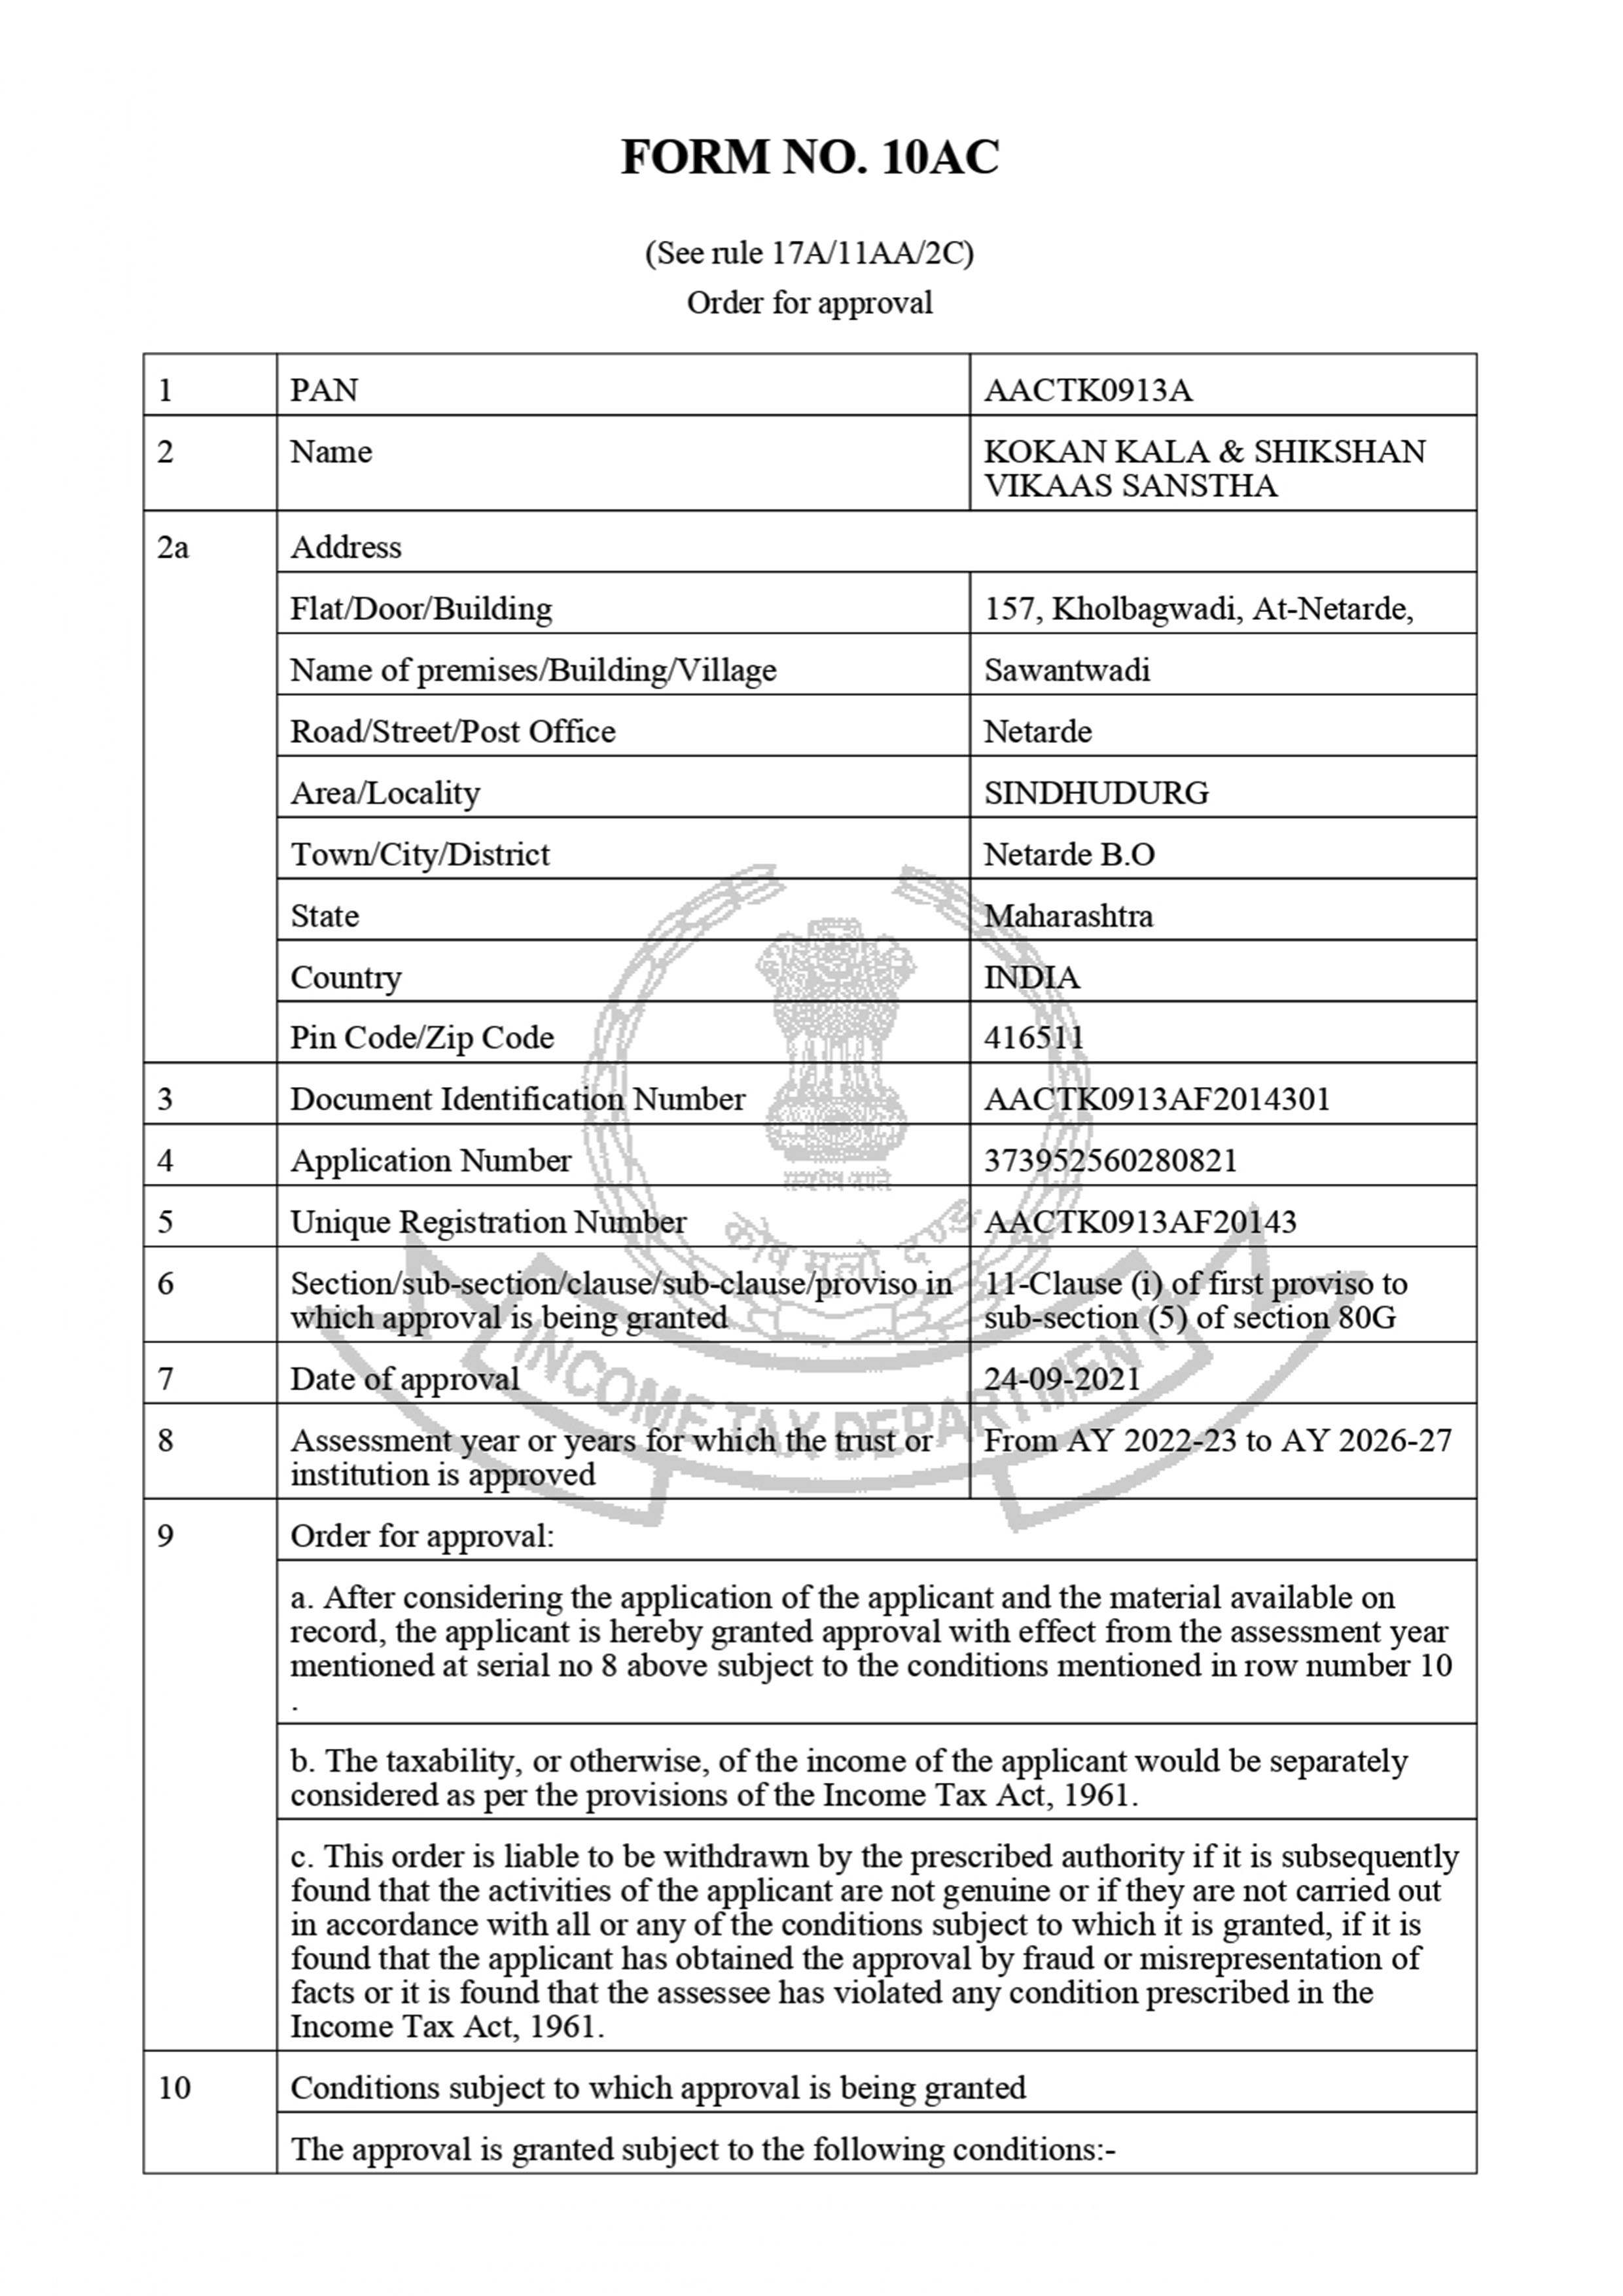 FORM NO. 10AC
(See rule 17A/11AA/2C)
Order for approval
1 PAN AACTK0913A
2 Name KOKAN KALA & SHIKSHAN
VIKAAS SANSTHA
2a Address
Flat/Door/Building 157, Kholbagwadi, At-Netarde,
Name of premises/Building/Village Sawantwadi
Road/Street/Post Office Netarde
Area/Locality SINDHUDURG
Town/City/District Netarde B.O
State Maharashtra
Country INDIA
Pin Code/Zip Code 416511
3 Document Identification Number AACTK0913AF2014301
4 Application Number 373952560280821
5 Unique Registration Number AACTK0913AF20143
6 Section/sub-section/clause/sub-clause/proviso in 11-Clause (i) of first proviso to
which approval is being granted sub-section (5) of section 80G
7 Date of approval 24-09-2021
8 Assessment year or years for which the trust or From AY 2022-23 to AY 2026-27
institution is approved
9 Order for approval:
a. After considering the application of the applicant and the material available on
record, the applicant is hereby granted approval with effect from the assessment year
mentioned at serial no 8 above subject to the conditions mentioned in row number 10
.
b. The taxability, or otherwise, of the income of the applicant would be separately
considered as per the provisions of the Income Tax Act, 1961.
c. This order is liable to be withdrawn by the prescribed authority if it is subsequently
found that the activities of the applicant are not genuine or if they are not carried out
in accordance with all or any of the conditions subject to which it is granted, if it is
found that the applicant has obtained the approval by fraud or misrepresentation of
facts or it is found that the assessee has violated any condition prescribed in the
Income Tax Act, 1961.
10 Conditions subject to which approval is being granted
The approval is granted subject to the following conditions:-
सत्यमेव जयते
कोष मूलो दण्ड
INCOME TAX DEPARTMENT